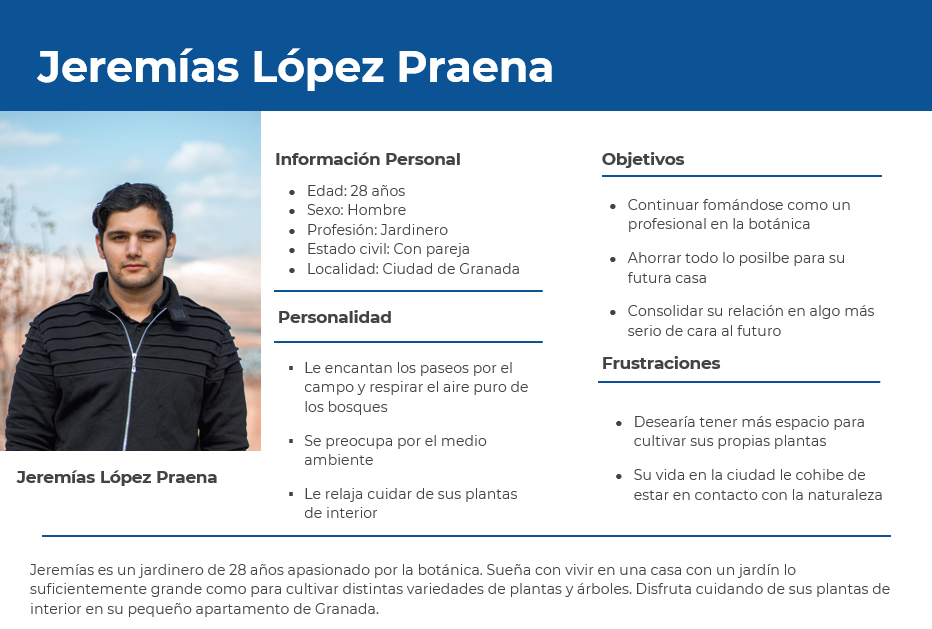 Jeremías López Praena
Información Personal
Edad: 28 años
Sexo: Hombre
Profesión: Jardinero
Estado civil: Con pareja
Localidad: Ciudad de Granada
Personalidad
Le encantan los paseos por el
campo y respirar el aire puro de
los bosques
Se preocupa por el medio
ambiente
Le relaja cuidar de sus plantas
de interior
Objetivos
Continuar fomándose como un
profesional en la botánica
Ahorrar todo lo posilbe para su
futura casa
Consolidar su relación en algo más
serio de cara al futuro
Frustraciones
Desearía tener más espacio para
cultivar sus propias plantas
Su vida en la ciudad le cohibe de
estar en contacto con la naturaleza
Jeremías López Praena
Jeremías es un jardinero de 28 años apasionado por la botánica. Sueña con vivir en una casa con un jardín lo
suficientemente grande como para cultivar distintas variedades de plantas y árboles. Disfruta cuidando de sus plantas de
interior en su pequeño apartamento de Granada.